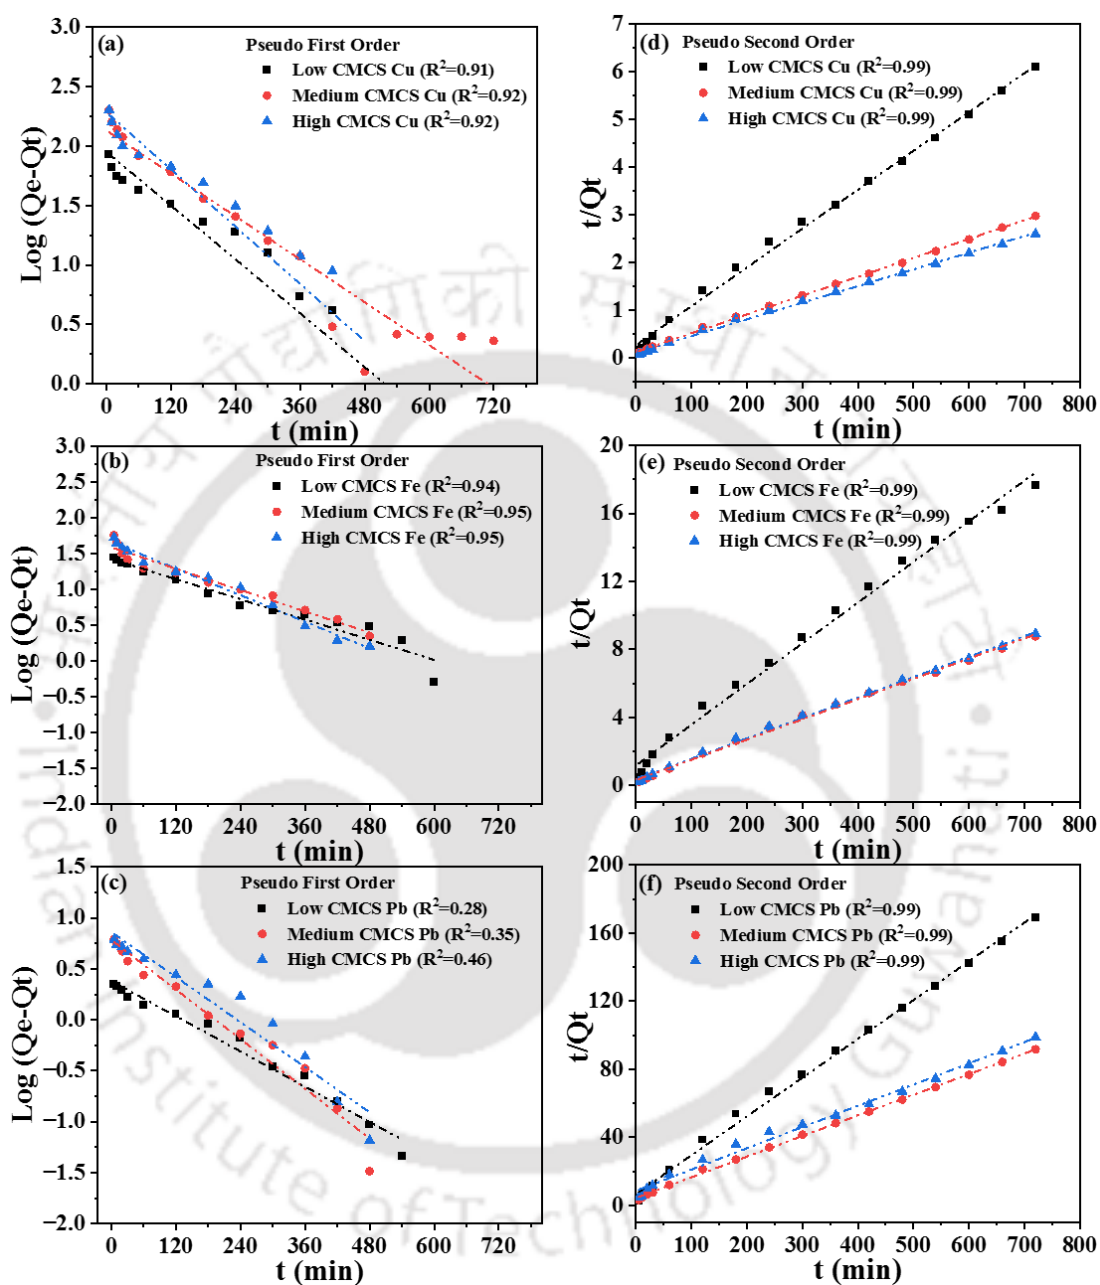 (a) Pseudo First Order
Low CMCS Cu (R²=0.91)
Medium CMCS Cu (R²=0.92)
High CMCS Cu (R²=0.92)
3.0
2.5
2.0
1.5
1.0
0.5
0.0
Log (Qe-Qt)
0 120 240 360 480 600 720
t (min)
(d) Pseudo Second Order
Low CMCS Cu (R²=0.99)
Medium CMCS Cu (R²=0.99)
High CMCS Cu (R²=0.99)
7
6
5
4
3
2
1
0
t/Qt
0 100 200 300 400 500 600 700 800
t (min)
(b) Pseudo First Order
Low CMCS Fe (R²=0.94)
Medium CMCS Fe (R²=0.95)
High CMCS Fe (R²=0.95)
3.0
2.5
2.0
1.5
1.0
0.5
0.0
−0.5
−1.0
−1.5
−2.0
Log (Qe-Qt)
0 120 240 360 480 600 720
t (min)
(e) Pseudo Second Order
Low CMCS Fe (R²=0.99)
Medium CMCS Fe (R²=0.99)
High CMCS Fe (R²=0.99)
20
16
12
8
4
0
t/Qt
0 100 200 300 400 500 600 700 800
t (min)
(c) Pseudo First Order
Low CMCS Pb (R²=0.28)
Medium CMCS Pb (R²=0.35)
High CMCS Pb (R²=0.46)
1.5
1.0
0.5
0.0
−0.5
−1.0
−1.5
−2.0
Log (Qe-Qt)
0 120 240 360 480 600 720
t (min)
(f) Pseudo Second Order
Low CMCS Pb (R²=0.99)
Medium CMCS Pb (R²=0.99)
High CMCS Pb (R²=0.99)
200
160
120
80
40
0
t/Qt
0 100 200 300 400 500 600 700 800
t (min)
Indian Institute of Technology Guwahati